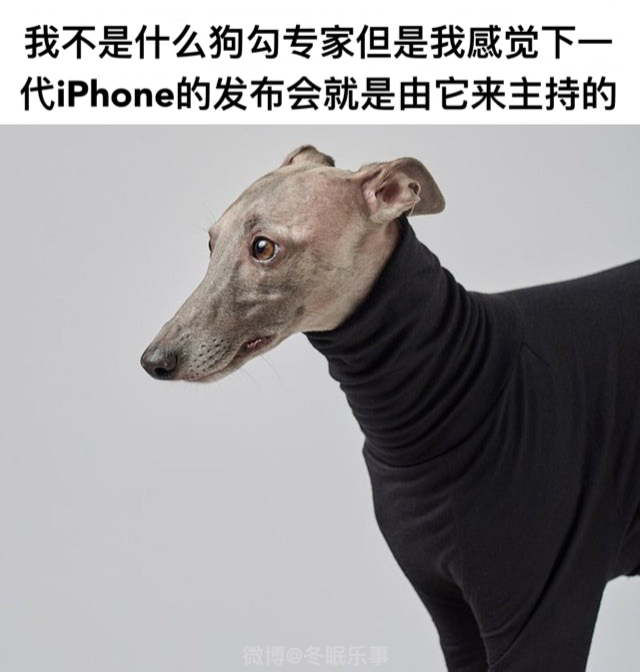 我不是什么狗勾专家但是我感觉下一
代iPhone的发布会就是由它来主持的
微博@冬眠乐事